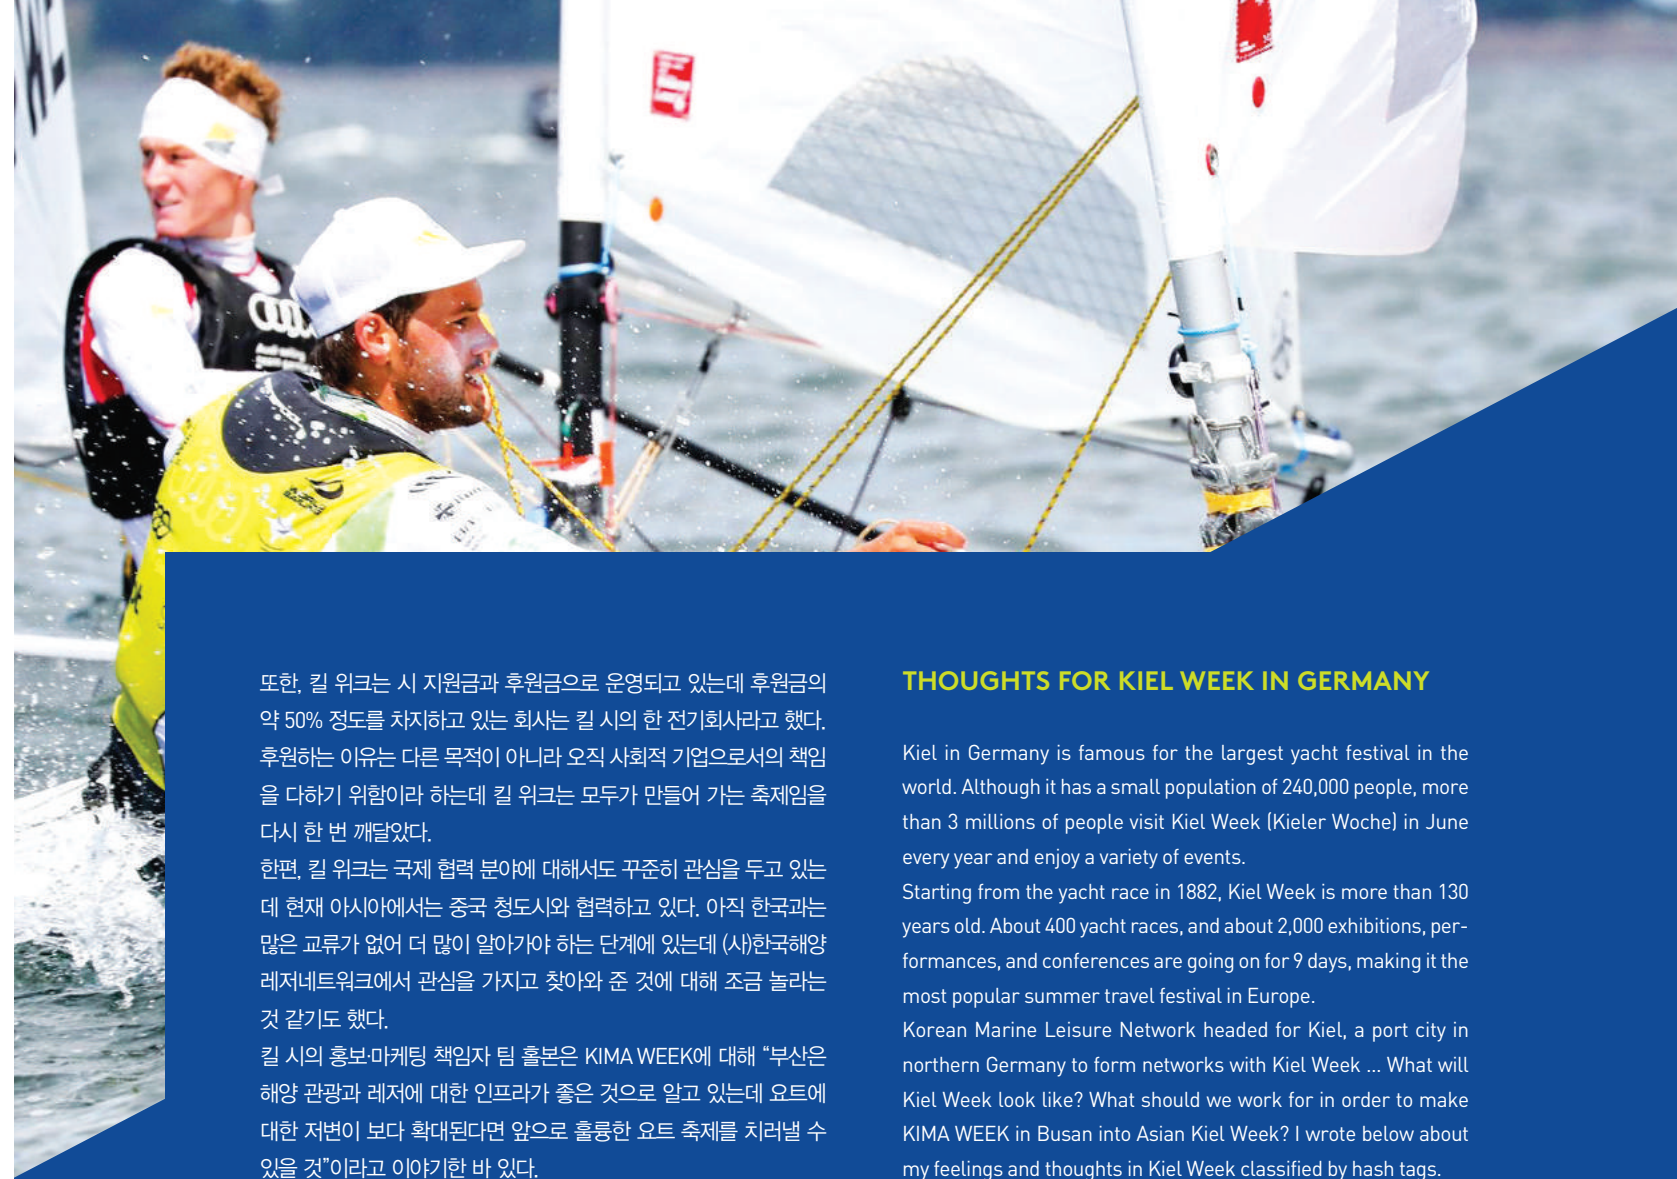 또한, 킬 위크는 시 지원금과 후원금으로 운영되고 있는데 후원금의
약 50% 정도를 차지하고 있는 회사는 킬 시의 한 전기회사라고 했다.
후원하는 이유는 다른 목적이 아니라 오직 사회적 기업으로서의 책임
을 다하기 위함이라 하는데 킬 위크는 모두가 만들어 가는 축제임을
다시 한 번 깨달았다.
한편, 킬 위크는 국제 협력 분야에 대해서도 꾸준히 관심을 두고 있는
데 현재 아시아에서는 중국 청도시와 협력하고 있다. 아직 한국과는
많은 교류가 없어 더 많이 알아가야 하는 단계에 있는데 (사)한국해양
레저네트워크에서 관심을 가지고 찾아와 준 것에 대해 조금 놀라는
것 같기도 했다.
킬 시의 홍보·마케팅 책임자 팀 홀본은 KIMA WEEK에 대해 “부산은
해양 관광과 레저에 대한 인프라가 좋은 것으로 알고 있는데 요트에
대한 저변이 보다 확대된다면 앞으로 훌륭한 요트 축제를 치러낼 수
있을 것”이라고 이야기한 바 있다.
THOUGHTS FOR KIEL WEEK IN GERMANY
Kiel in Germany is famous for the largest yacht festival in the
world. Although it has a small population of 240,000 people, more
than 3 millions of people visit Kiel Week (Kieler Woche) in June
every year and enjoy a variety of events.
Starting from the yacht race in 1882, Kiel Week is more than 130
years old. About 400 yacht races, and about 2,000 exhibitions, per-
formances, and conferences are going on for 9 days, making it the
most popular summer travel festival in Europe.
Korean Marine Leisure Network headed for Kiel, a port city in
northern Germany to form networks with Kiel Week ... What will
Kiel Week look like? What should we work for in order to make
KIMA WEEK in Busan into Asian Kiel Week? I wrote below about
my feelings and thoughts in Kiel Week classified by hash tags.